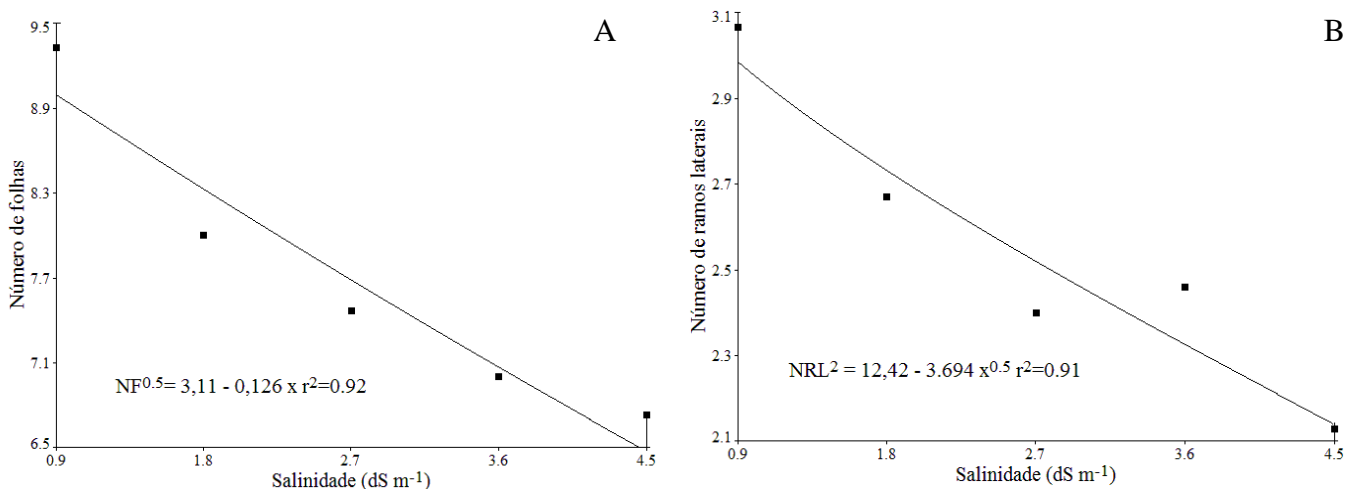 A
Número de folhas
9.5
8.9
8.3
7.7
7.1
6.5
NF^0.5= 3,11 - 0,126 x r²=0.92
0.9 1.8 2.7 3.6 4.5
Salinidade (dS m⁻¹)
B
Número de ramos laterais
3.1
2.9
2.7
2.5
2.3
2.1
NRL² = 12,42 - 3.694 x^0.5 r²=0.91
0.9 1.8 2.7 3.6 4.5
Salinidade (dS m⁻¹)